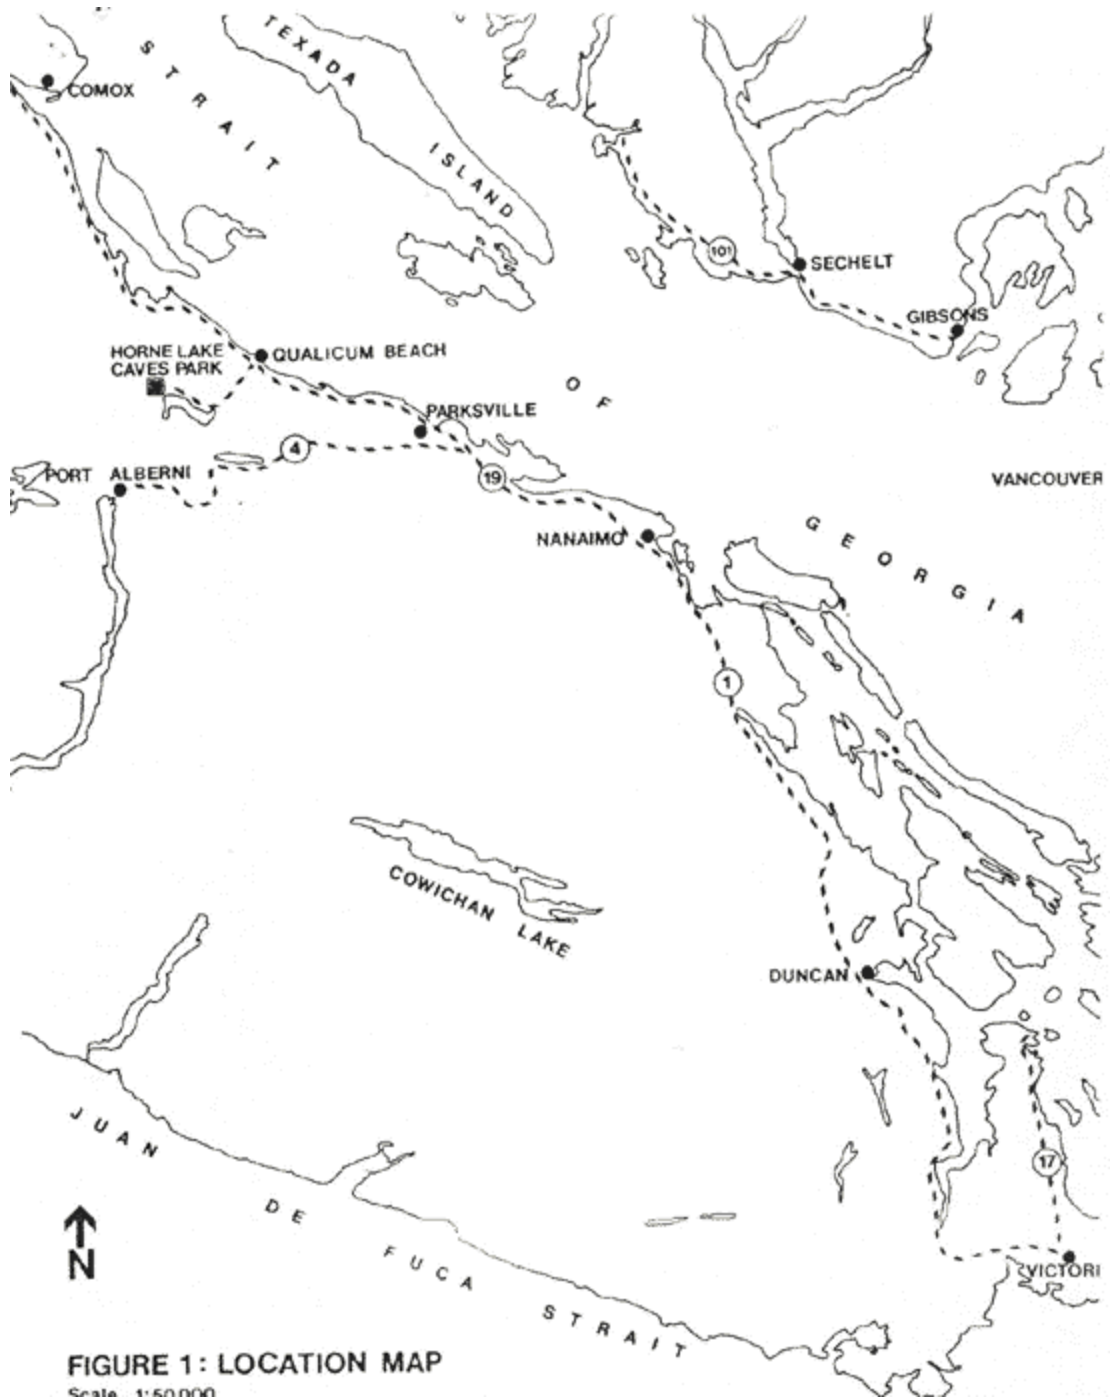 STRAIT
TEXADA
ISLAND
COMOX
101
SECHELT
GIBSONS
HORNE LAKE
CAVES PARK
QUALICUM BEACH
OF
PARKSVILLE
4
19
PORT ALBERNI
VANCOUVER
NANAIMO
GEORGIA
1
COWICHAN
LAKE
DUNCAN
JUAN
DE
FUCA
STRAIT
17
VICTORI
N
FIGURE 1: LOCATION MAP
Scale 1:50,000